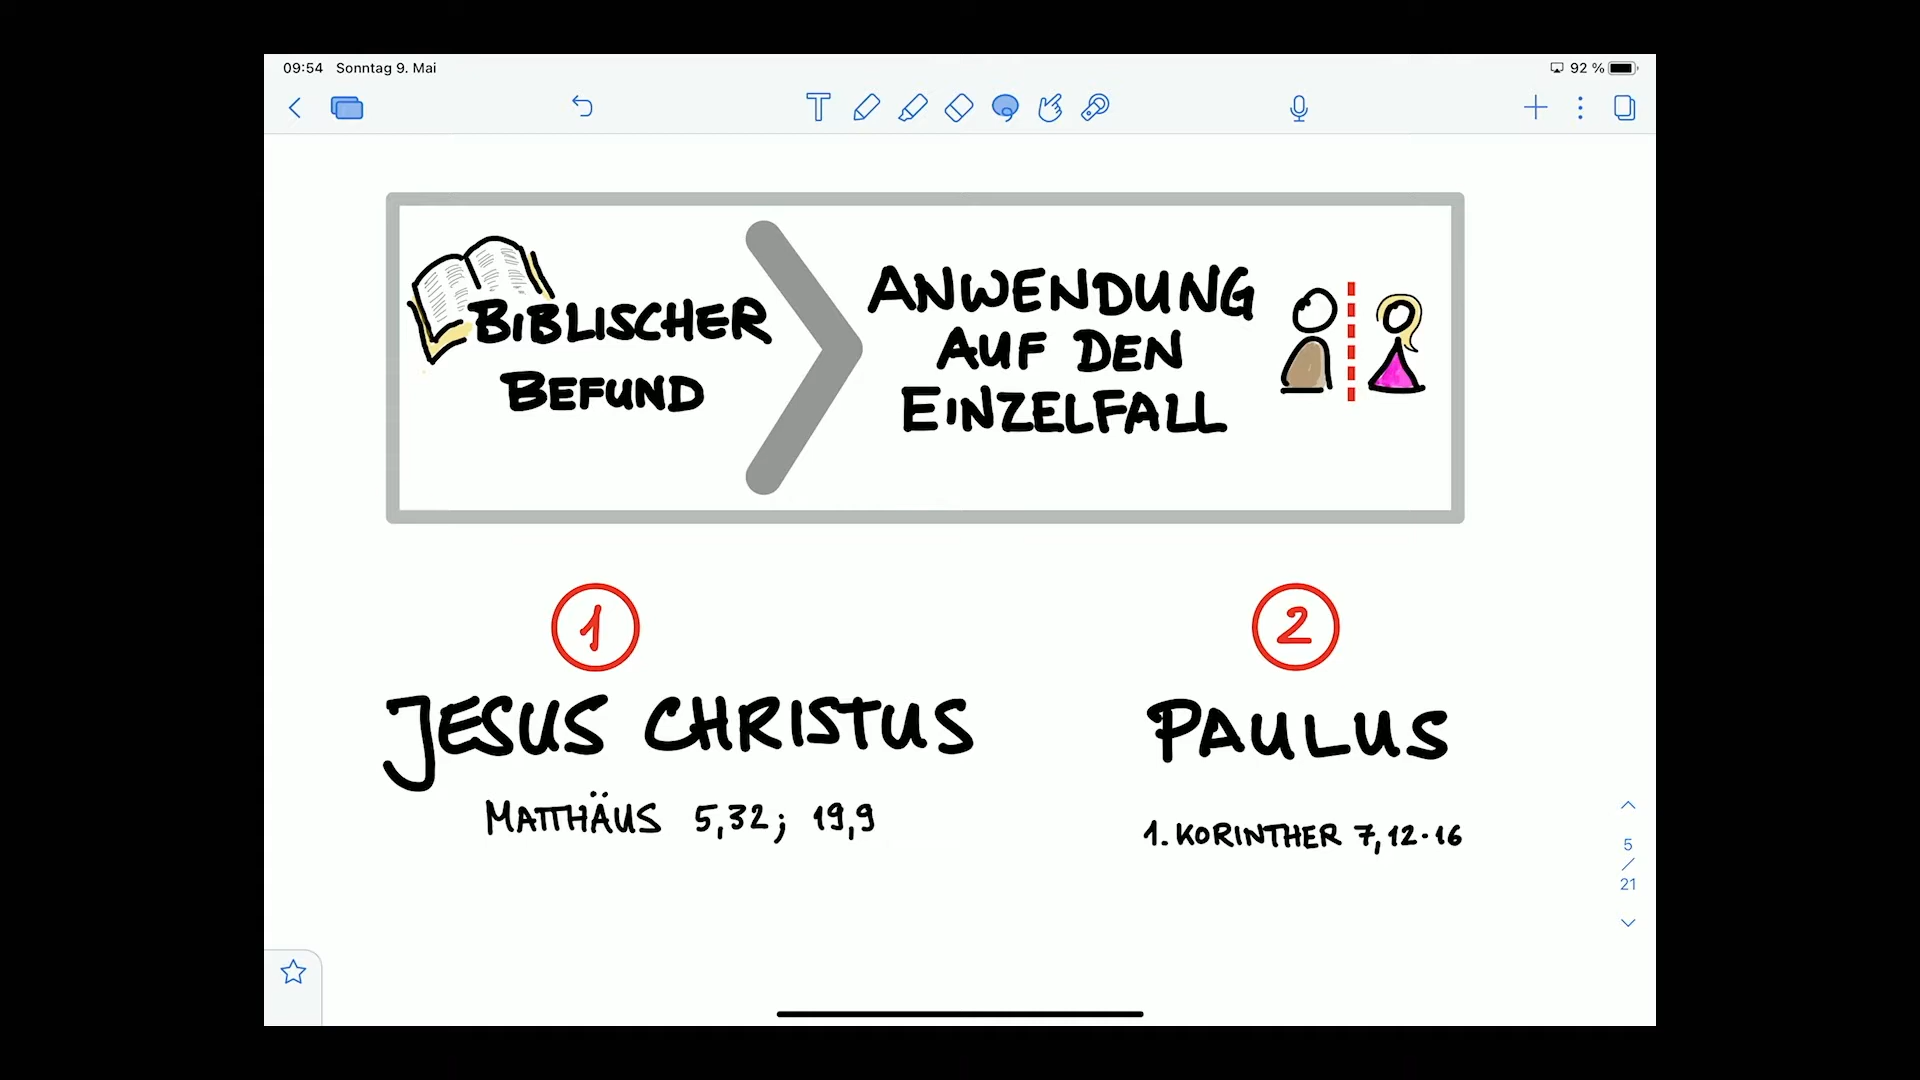 09:54 Sonntag 9. Mai
92 %
BIBLISCHER
BEFUND
ANWENDUNG
AUF DEN
EINZELFALL
1
JESUS CHRISTUS
MATTHÄUS 5,32; 19,9
2
PAULUS
1. KORINTHER 7,12-16
5
/
21